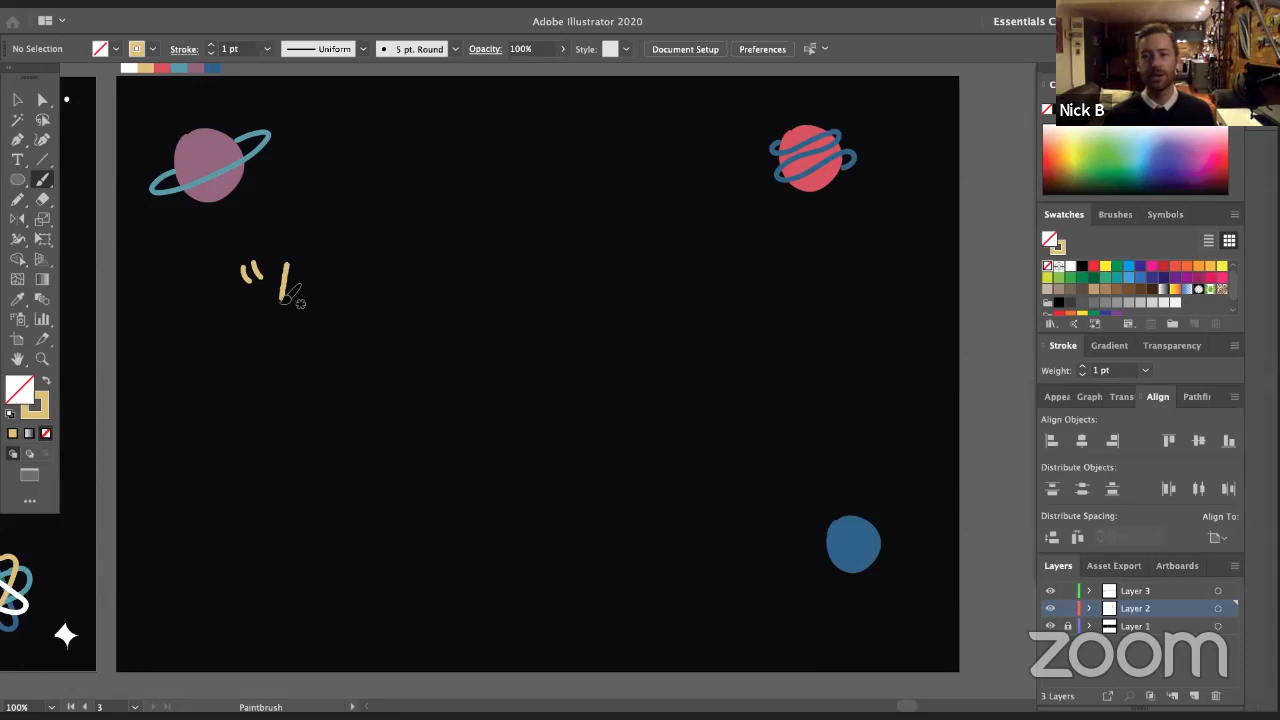 Adobe Illustrator 2020
Essentials C
No Selection
Stroke:
1 pt
Uniform
5 pt. Round
Opacity:
100%
Style:
Document Setup
Preferences
Nick B
Swatches
Brushes
Symbols
Stroke
Gradient
Transparency
Weight:
1 pt
Appea
Graph
Trans
Align
Pathfir
Align Objects:
Distribute Objects:
Distribute Spacing:
Align To:
Layers
Asset Export
Artboards
Layer 3
Layer 2
Layer 1
zoom
3 Layers
100%
3
Paintbrush